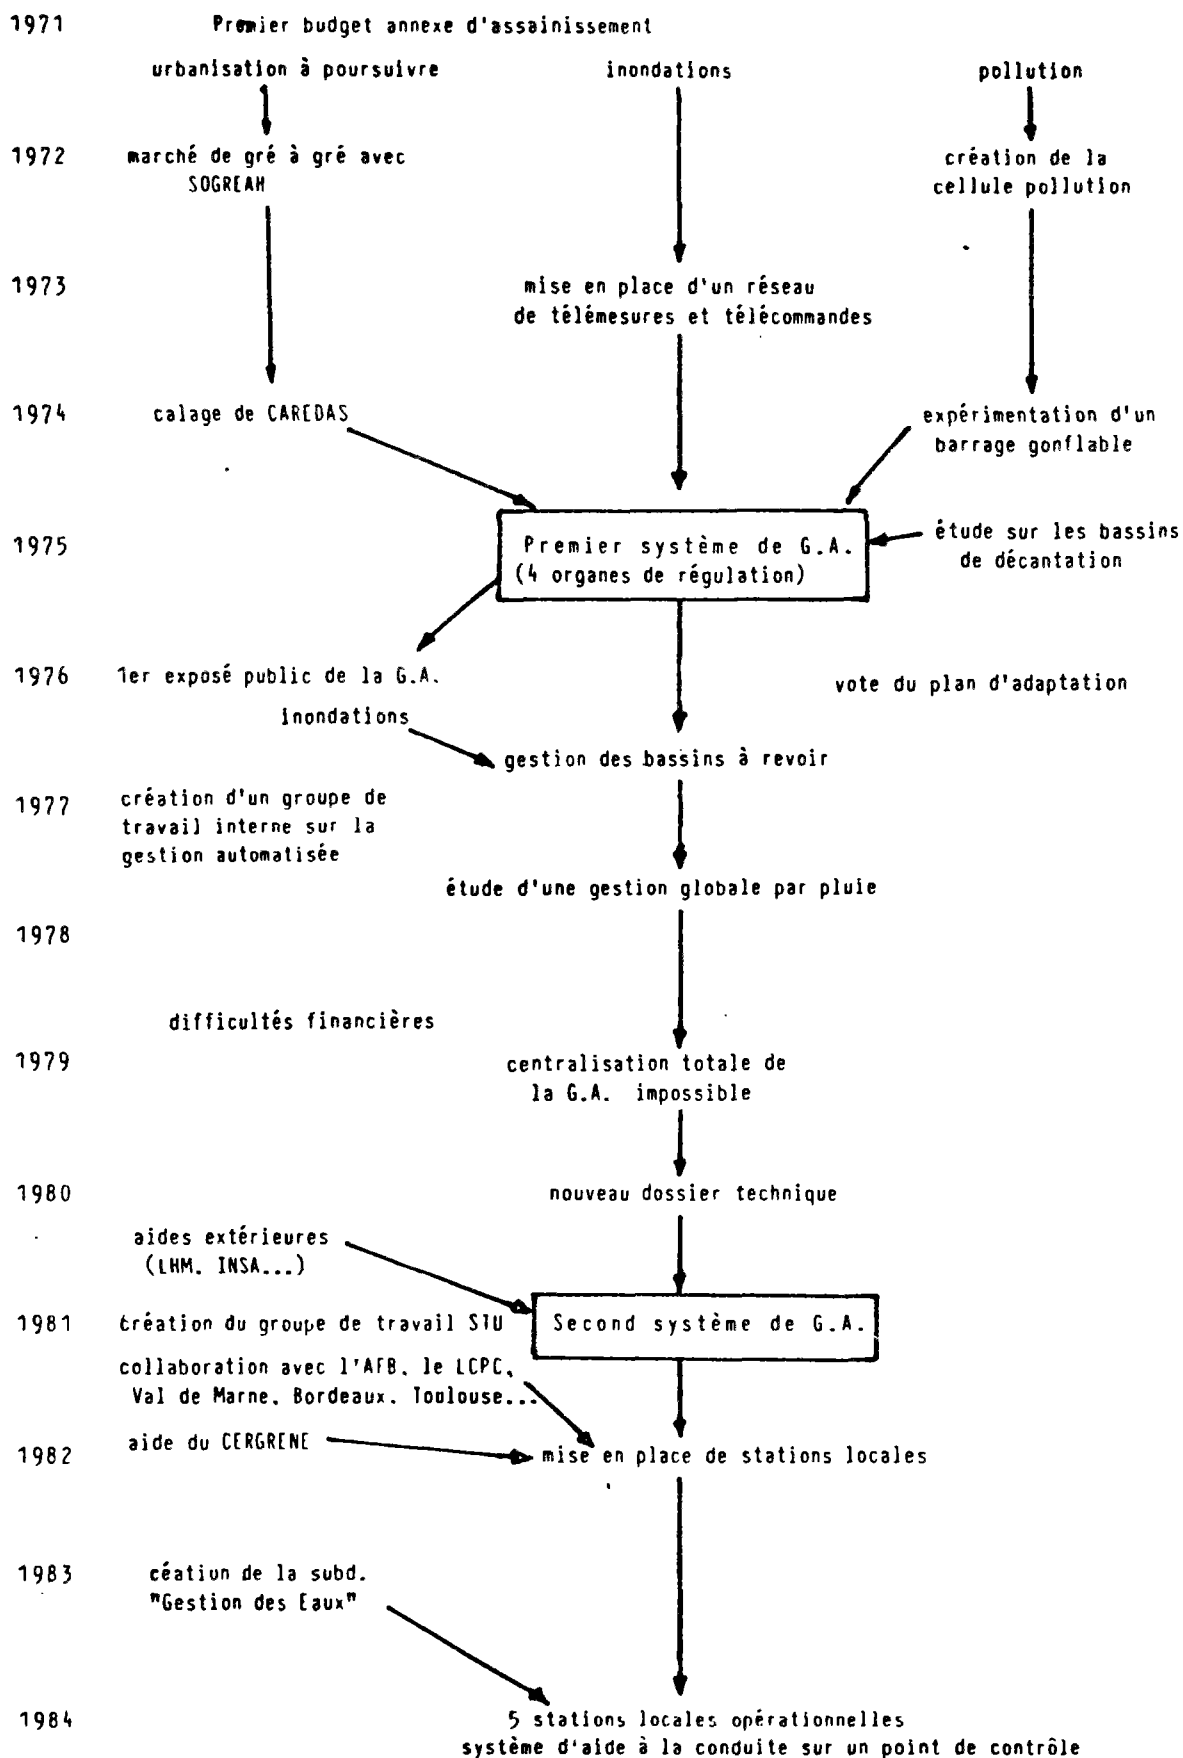 1971 Premier budget annexe d'assainissement
urbanisation à poursuivre inondations pollution
1972 marché de gré à gré avec création de la
SOGREAH cellule pollution
1973 mise en place d'un réseau
de télémesures et télécommandes
1974 calage de CAREDAS expérimentation d'un
barrage gonflable
1975 Premier système de G.A. étude sur les bassins
(4 organes de régulation) de décantation
1976 1er exposé public de la G.A. vote du plan d'adaptation
inondations
gestion des bassins à revoir
1977 création d'un groupe de
travail interne sur la
gestion automatisée
étude d'une gestion globale par pluie
1978
difficultés financières
1979 centralisation totale de
la G.A. impossible
1980 nouveau dossier technique
aides extérieures
(LHM. INSA...)
1981 création du groupe de travail STU Second système de G.A.
collaboration avec l'AFB, le LCPC,
Val de Marne, Bordeaux, Toulouse...
1982 aide du CERGRENE mise en place de stations locales
1983 céation de la subd.
"Gestion des Eaux"
1984 5 stations locales opérationnelles
système d'aide à la conduite sur un point de contrôle